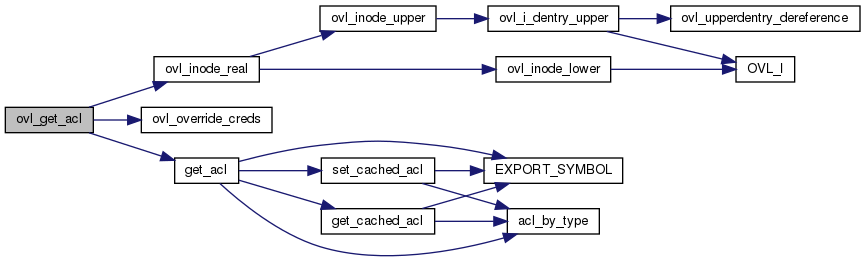 ovl_inode_upper
ovl_i_dentry_upper
ovl_upperdentry_dereference
ovl_inode_real
ovl_inode_lower
OVL_I
ovl_get_acl
ovl_override_creds
get_acl
set_cached_acl
EXPORT_SYMBOL
get_cached_acl
acl_by_type